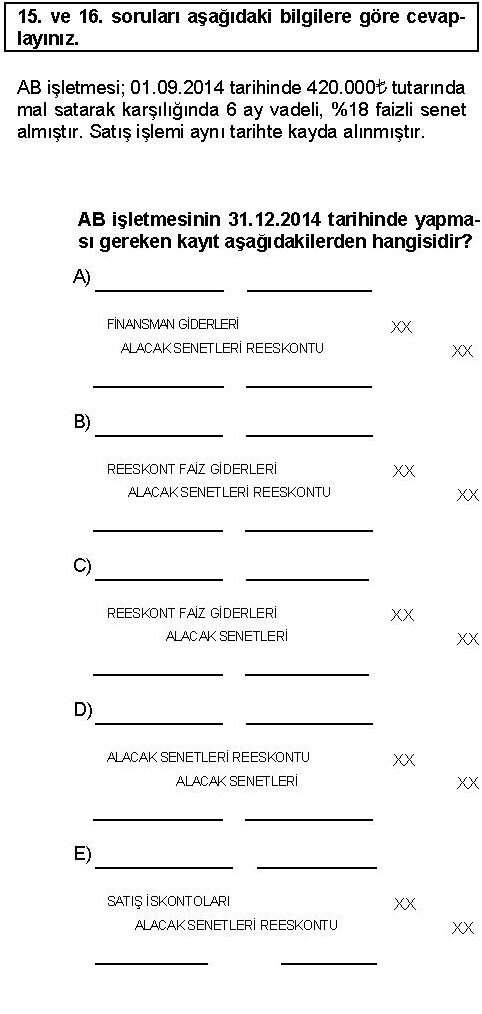 15. ve 16. soruları aşağıdaki bilgilere göre cevap-
layınız.
AB işletmesi; 01.09.2014 tarihinde 420.000₺ tutarında
mal satarak karşılığında 6 ay vadeli, %18 faizli senet
almıştır. Satış işlemi aynı tarihte kayda alınmıştır.
AB işletmesinin 31.12.2014 tarihinde yapma-
sı gereken kayıt aşağıdakilerden hangisidir?
A)
FİNANSMAN GİDERLERİ XX
ALACAK SENETLERİ REESKONTU XX
B)
REESKONT FAİZ GİDERLERİ XX
ALACAK SENETLERİ REESKONTU XX
C)
REESKONT FAİZ GİDERLERİ XX
ALACAK SENETLERİ XX
D)
ALACAK SENETLERİ REESKONTU XX
ALACAK SENETLERİ XX
E)
SATIŞ İSKONTOLARI XX
ALACAK SENETLERİ REESKONTU XX